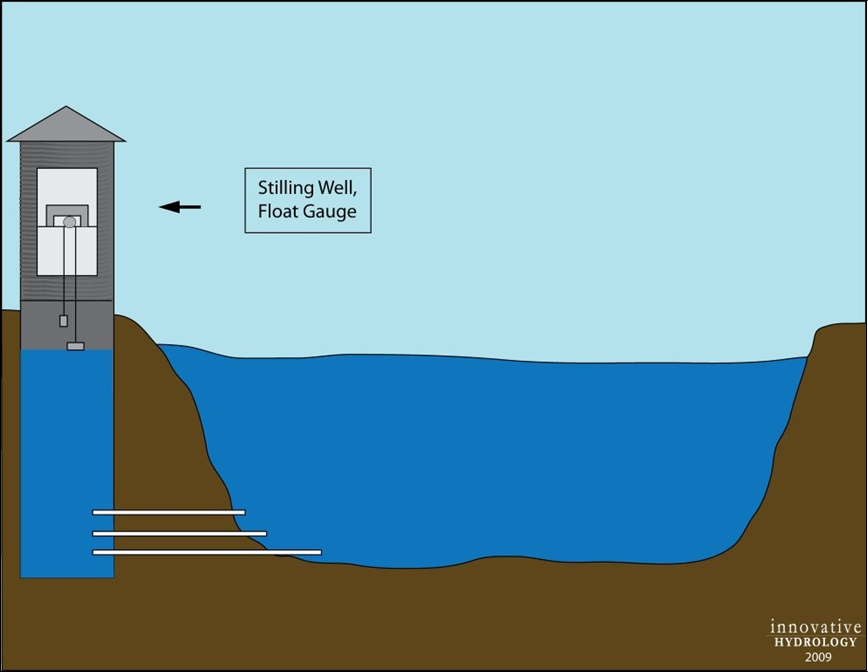 Stilling Well,
Float Gauge
innovative
HYDROLOGY
2009